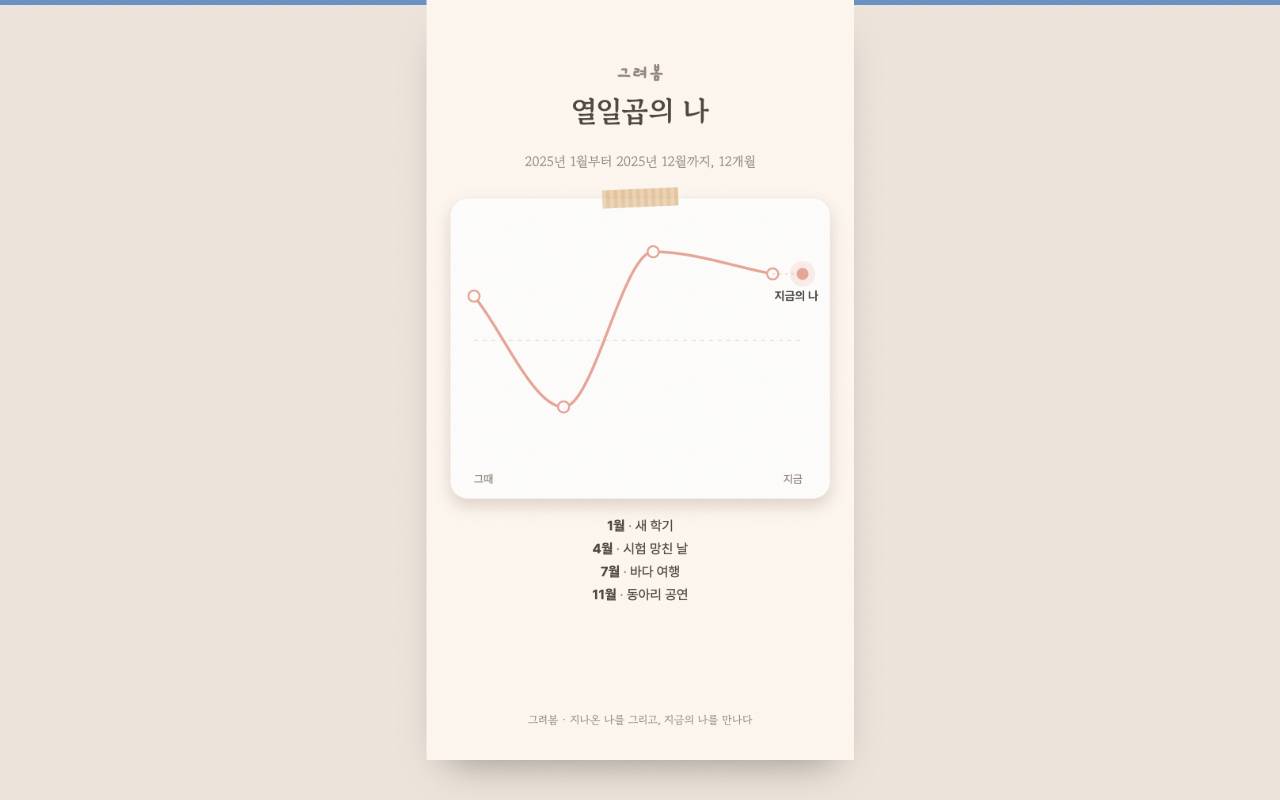 그려봄
열일곱의 나
2025년 1월부터 2025년 12월까지, 12개월
지금의 나
그때
지금
1월 · 새 학기
4월 · 시험 망친 날
7월 · 바다 여행
11월 · 동아리 공연
그려봄 · 지나온 나를 그리고, 지금의 나를 만나다